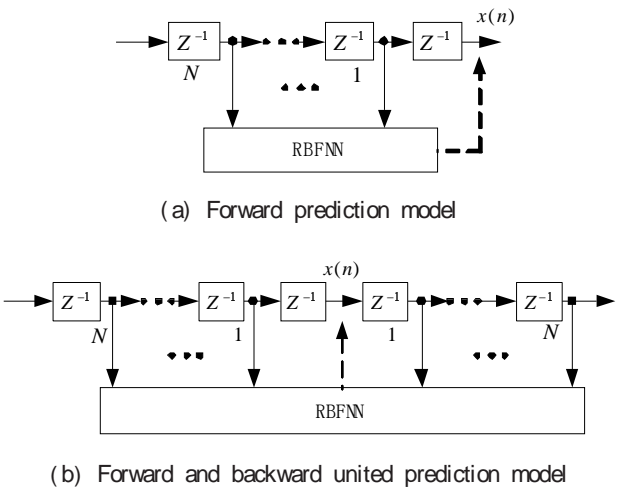 x(n)
Z⁻¹ Z⁻¹ Z⁻¹
N 1
RBFNN
(a) Forward prediction model
x(n)
Z⁻¹ Z⁻¹ Z⁻¹ Z⁻¹ Z⁻¹
N 1 1 N
RBFNN
(b) Forward and backward united prediction model